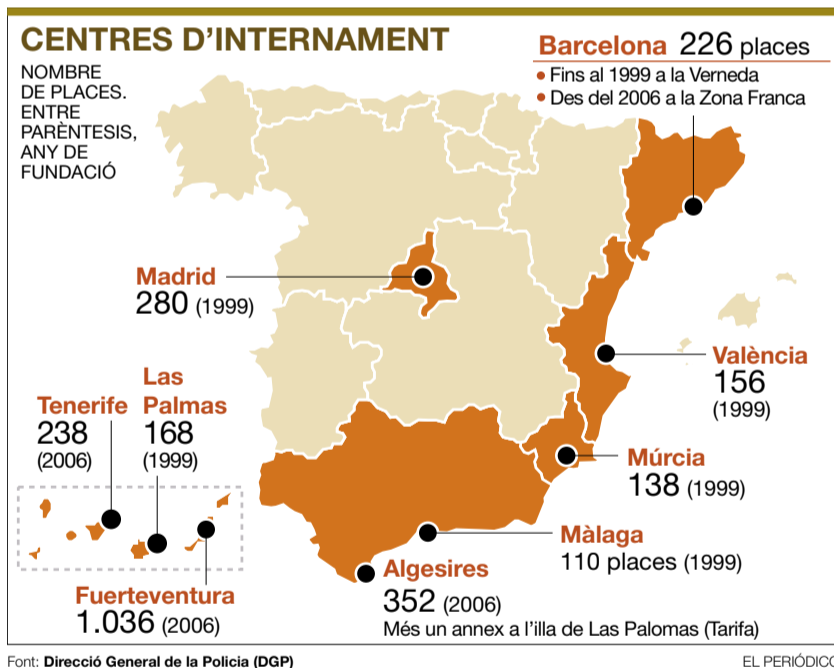 CENTRES D'INTERNAMENT
NOMBRE
DE PLACES.
ENTRE
PARÈNTESIS,
ANY DE
FUNDACIÓ
Barcelona 226 places
• Fins al 1999 a la Verneda
• Des del 2006 a la Zona Franca
Madrid
280 (1999)
València
156
(1999)
Tenerife
238
(2006)
Las
Palmas
168
(1999)
Múrcia
138 (1999)
Màlaga
110 places (1999)
Algesires
352 (2006)
Més un annex a l'illa de Las Palomas (Tarifa)
Fuerteventura
1.036 (2006)
Font: Direcció General de la Policia (DGP)
EL PERIÓDICO